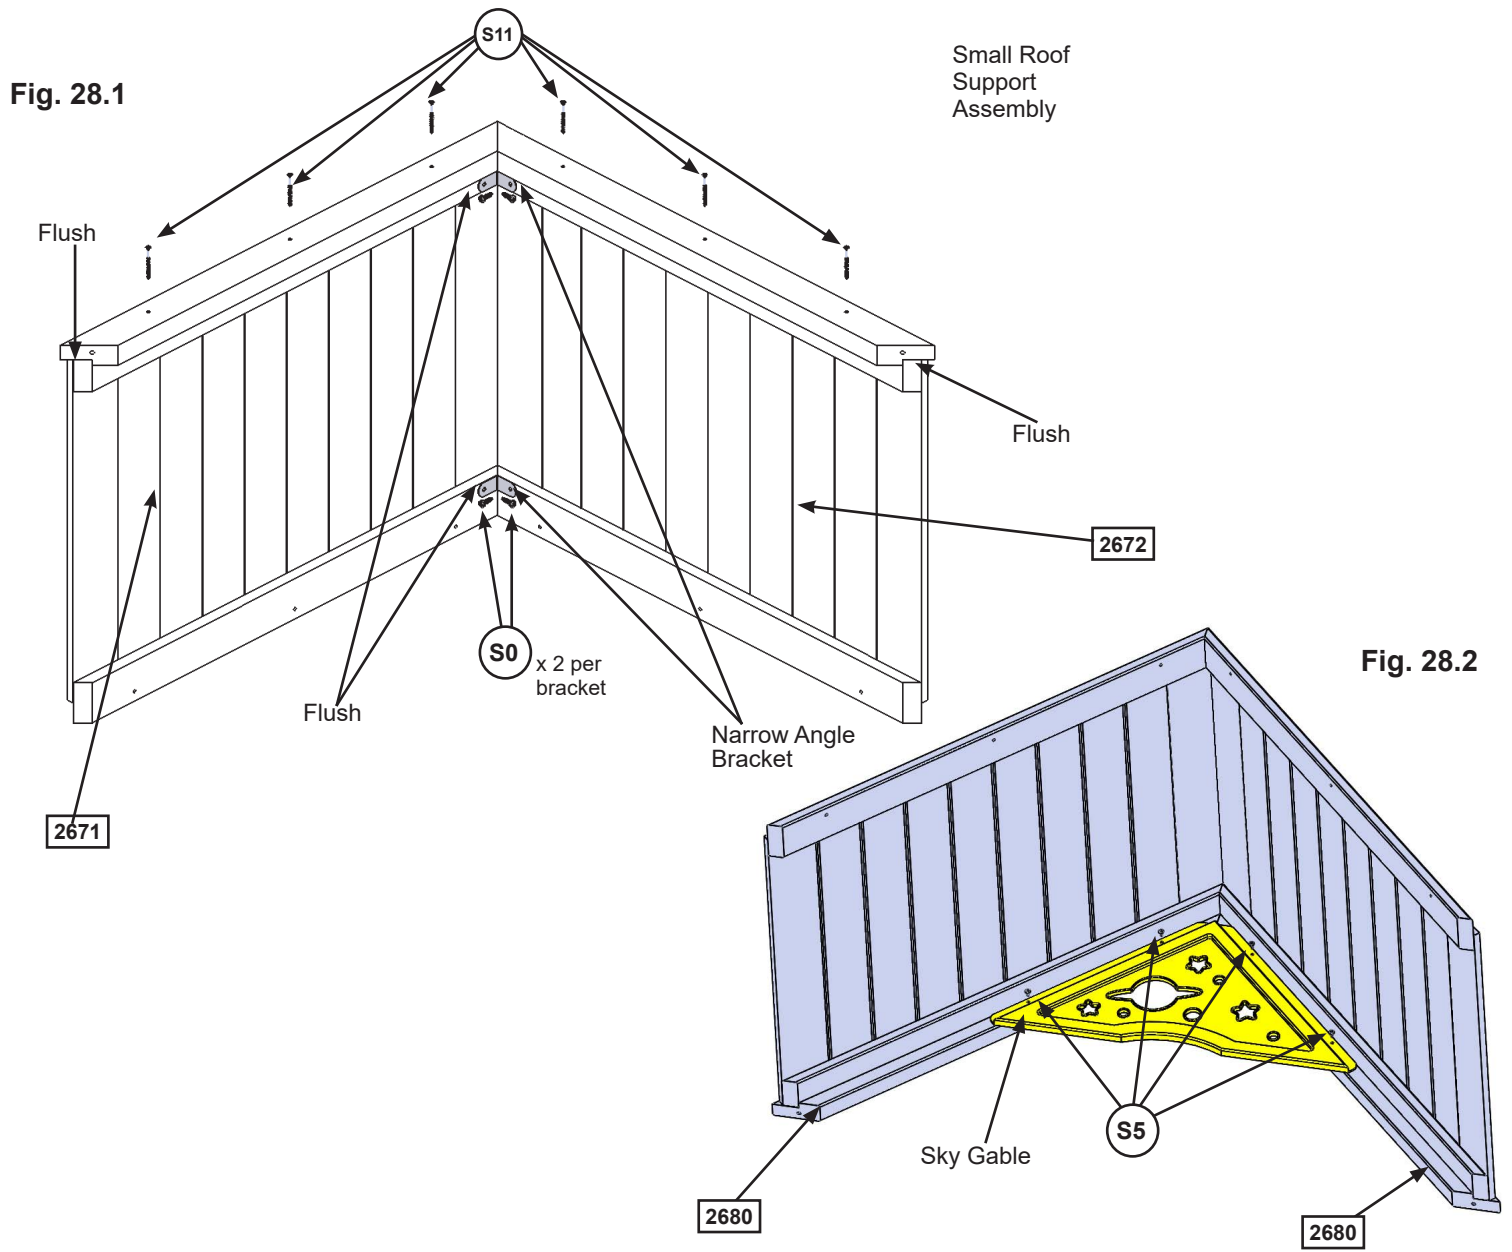 S11
Small Roof
Support
Assembly
Fig. 28.1
Flush
Flush
2672
S0
x 2 per
bracket
Fig. 28.2
Flush
Narrow Angle
Bracket
2671
S5
Sky Gable
2680
2680